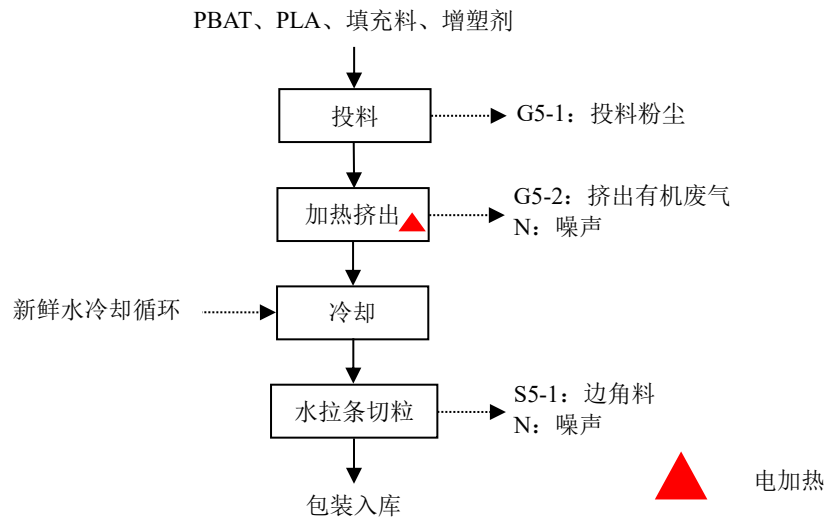 PBAT、PLA、填充料、增塑剂
投料
G5-1：投料粉尘
加热挤出
G5-2：挤出有机废气
N：噪声
新鲜水冷却循环
冷却
水拉条切粒
S5-1：边角料
N：噪声
电加热
包装入库